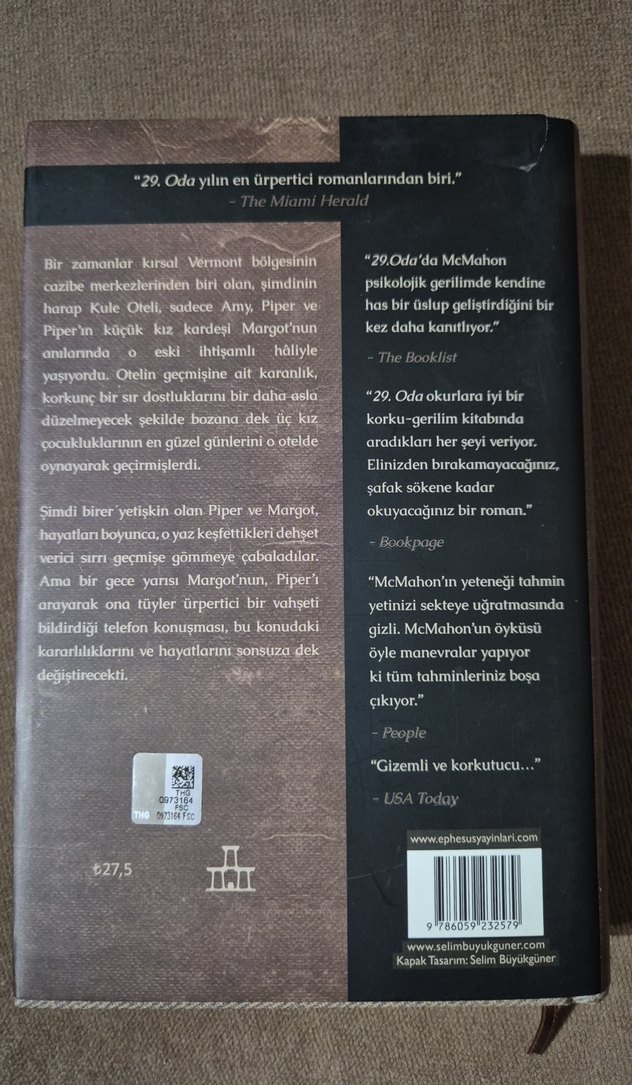 “29. Oda yılın en ürpertici romanlarından biri.”
- The Miami Herald
Bir zamanlar kırsal Vermont bölgesinin
cazibe merkezlerinden biri olan, şimdinin
harap Kule Oteli, sadece Amy, Piper ve
Piper'ın küçük kız kardeşi Margot'nun
anılarında o eski ihtişamlı hâliyle
yaşıyordu. Otelin geçmişine ait karanlık,
korkunç bir sır dostluklarını bir daha asla
düzelmeyecek şekilde bozana dek üç kız
çocukluklarının en güzel günlerini o otelde
oynayarak geçirmişlerdi.
Şimdi birer yetişkin olan Piper ve Margot,
hayatları boyunca, o yaz keşfettikleri dehşet
verici sırrı geçmişe gömmeye çabaladılar.
Ama bir gece yarısı Margot'nun, Piper'ı
arayarak ona tüyler ürpertici bir vahşeti
bildirdiği telefon konuşması, bu konudaki
kararlılıklarını ve hayatlarını sonsuza dek
değiştirecekti.
“29.Oda'da McMahon
psikolojik gerilimde kendine
has bir üslup geliştirdiğini bir
kez daha kanıtlıyor.”
- The Booklist
“29. Oda okurlara iyi bir
korku-gerilim kitabında
aradıkları her şeyi veriyor.
Elinizden bırakamayacağınız,
şafak sökene kadar
okuyacağınız bir roman.”
- Bookpage
“McMahon'ın yeteneği tahmin
yetinizi sekteye uğratmasında
gizli. McMahon'un öyküsü
öyle manevralar yapıyor
ki tüm tahminleriniz boşa
çıkıyor.”
- People
“Gizemli ve korkutucu...”
- USA Today
THG
0973164
FSC
THG 0973164 FSC
₺27,5
www.ephesusyayinlari.com
9 786059 232579
www.selimbuyukguner.com
Kapak Tasarım: Selim Büyükgüner